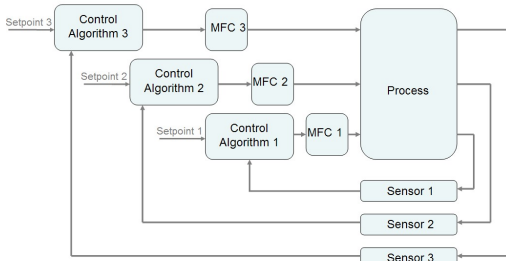 Setpoint 3
Control
Algorithm 3
MFC 3
Setpoint 2
Control
Algorithm 2
MFC 2
Process
Setpoint 1
Control
Algorithm 1
MFC 1
Sensor 1
Sensor 2
Sensor 3